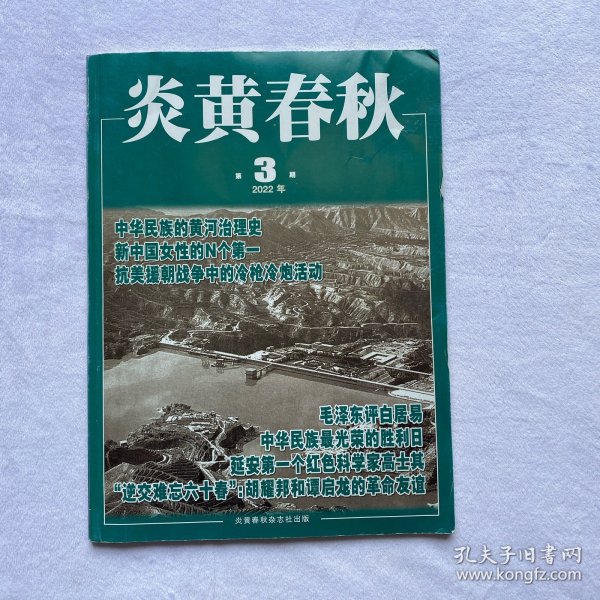 炎黄春秋
第 3 期
2022 年
中华民族的黄河治理史
新中国女性的N个第一
抗美援朝战争中的冷枪冷炮活动
毛泽东评白居易
中华民族最光荣的胜利日
延安第一个红色科学家高士其
“逆交难忘六十春”：胡耀邦和谭启龙的革命友谊
炎黄春秋杂志社出版
孔夫子旧书网
www.kongfz.com